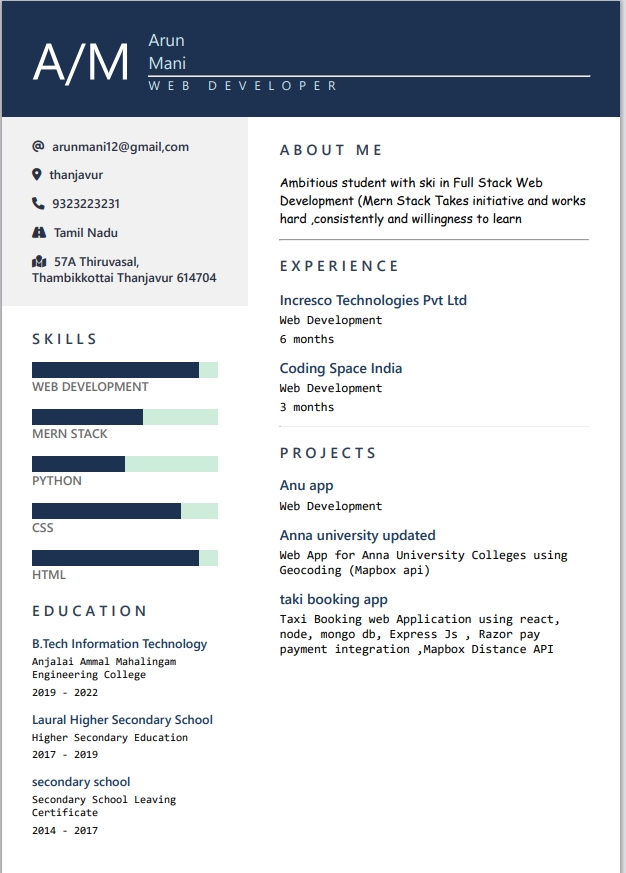 A/M
Arun
Mani
WEB DEVELOPER
arunmani12@gmail,com
thanjavur
9323223231
Tamil Nadu
57A Thiruvasal,
Thambikkottai Thanjavur 614704
SKILLS
WEB DEVELOPMENT
MERN STACK
PYTHON
CSS
HTML
EDUCATION
B.Tech Information Technology
Anjalai Ammal Mahalingam
Engineering College
2019 - 2022
Laural Higher Secondary School
Higher Secondary Education
2017 - 2019
secondary school
Secondary School Leaving
Certificate
2014 - 2017
ABOUT ME
Ambitious student with ski in Full Stack Web
Development (Mern Stack Takes initiative and works
hard ,consistently and willingness to learn
EXPERIENCE
Incresco Technologies Pvt Ltd
Web Development
6 months
Coding Space India
Web Development
3 months
PROJECTS
Anu app
Web Development
Anna university updated
Web App for Anna University Colleges using
Geocoding (Mapbox api)
taki booking app
Taxi Booking web Application using react,
node, mongo db, Express Js , Razor pay
payment integration ,Mapbox Distance API